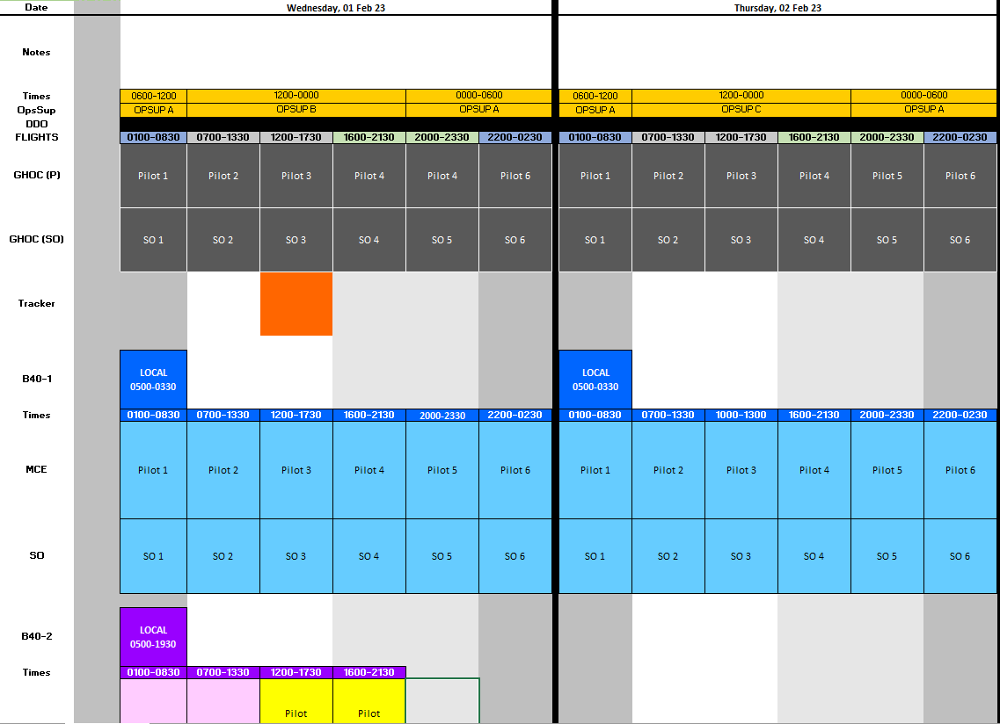 Date Wednesday, 01 Feb 23 Thursday, 02 Feb 23
Notes
Times 0600-1200 1200-0000 0000-0600 0600-1200 1200-0000 0000-0600
OpsSup OPSUP A OPSUP B OPSUP A OPSUP A OPSUP C OPSUP A
DDO
FLIGHTS 0100-0830 0700-1330 1200-1730 1600-2130 2000-2330 2200-0230 0100-0830 0700-1330 1200-1730 1600-2130 2000-2330 2200-0230
GHOC (P) Pilot 1 Pilot 2 Pilot 3 Pilot 4 Pilot 4 Pilot 6 Pilot 1 Pilot 2 Pilot 3 Pilot 4 Pilot 5 Pilot 6
GHOC (SO) SO 1 SO 2 SO 3 SO 4 SO 5 SO 6 SO 1 SO 2 SO 3 SO 4 SO 5 SO 6
Tracker
LOCAL LOCAL
B40-1
0500-0330 0500-0330
Times 0100-0830 0700-1330 1200-1730 1600-2130 2000-2330 2200-0230 0100-0830 0700-1330 1000-1300 1600-2130 2000-2330 2200-0230
MCE Pilot 1 Pilot 2 Pilot 3 Pilot 4 Pilot 5 Pilot 6 Pilot 1 Pilot 2 Pilot 3 Pilot 4 Pilot 5 Pilot 6
SO SO 1 SO 2 SO 3 SO 4 SO 5 SO 6 SO 1 SO 2 SO 3 SO 4 SO 5 SO 6
LOCAL
B40-2
0500-1930
Times 0100-0830 0700-1330 1200-1730 1600-2130
Pilot Pilot